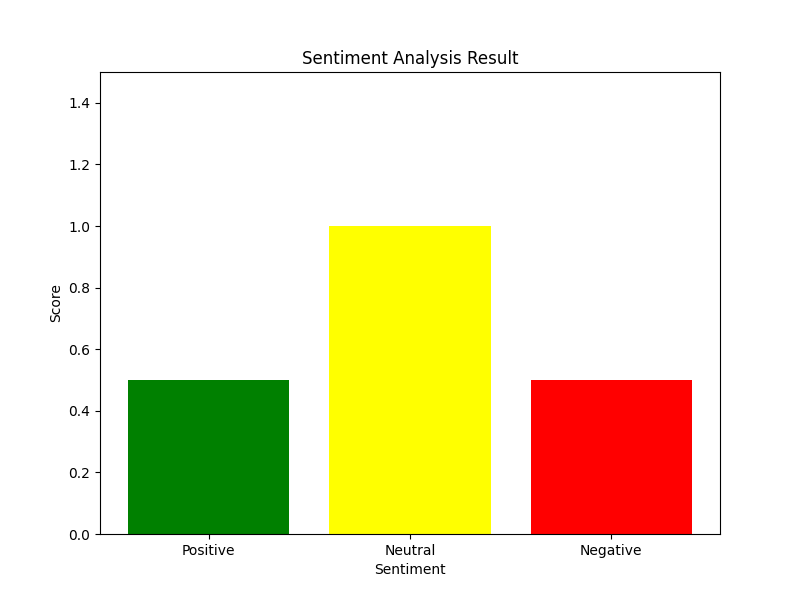 Sentiment Analysis Result
1.4
1.2
1.0
0.8
0.6
0.4
0.2
0.0
Score
Positive Neutral Negative
Sentiment